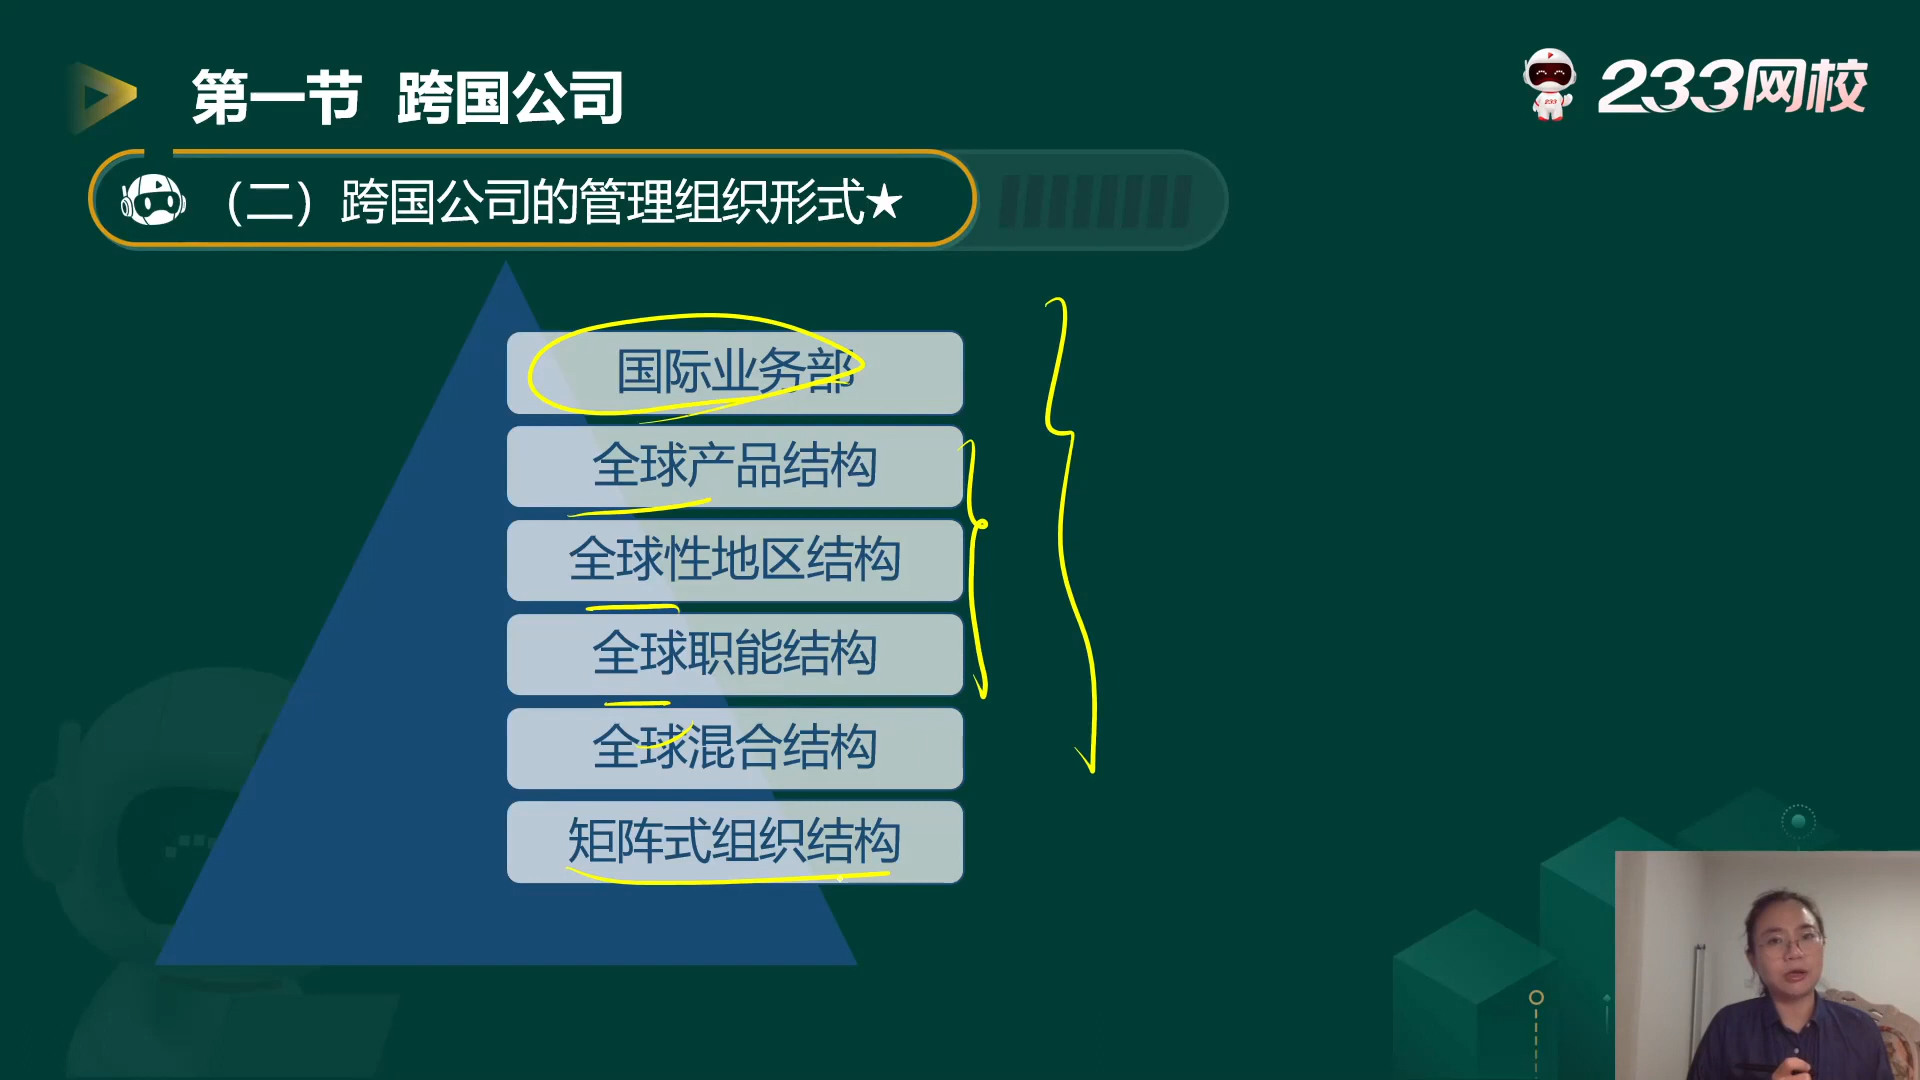 第一节 跨国公司
233网校
（二）跨国公司的管理组织形式★
国际业务部
全球产品结构
全球性地区结构
全球职能结构
全球混合结构
矩阵式组织结构